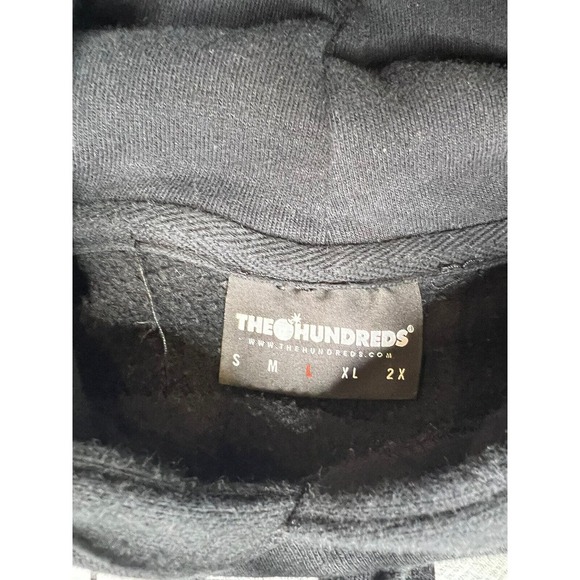 THE HUNDREDS®
WWW.THEHUNDREDS.COM
S M L XL 2X